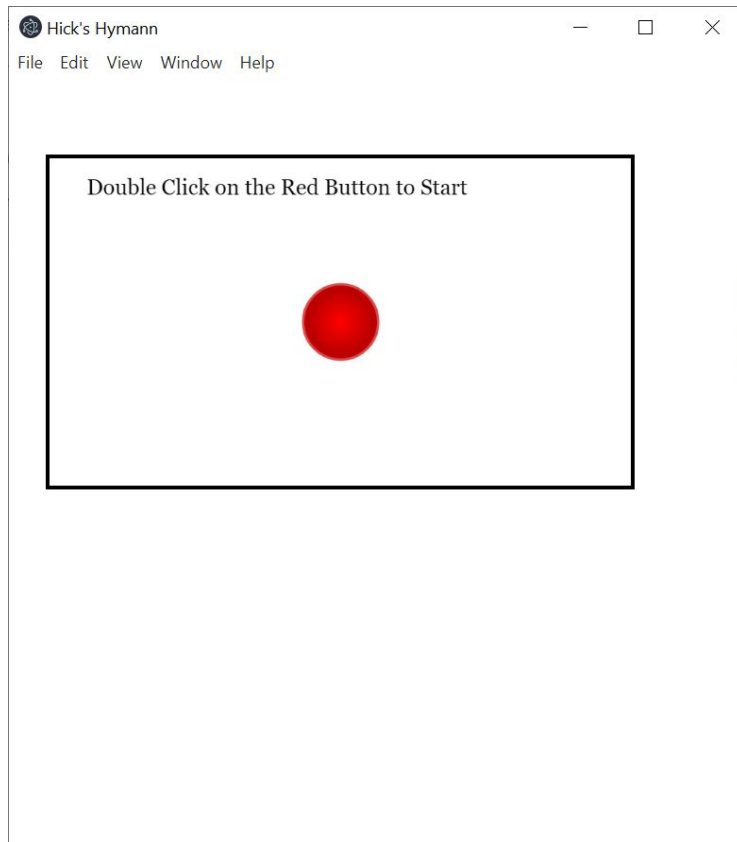 Hick's Hymann
File Edit View Window Help
Double Click on the Red Button to Start